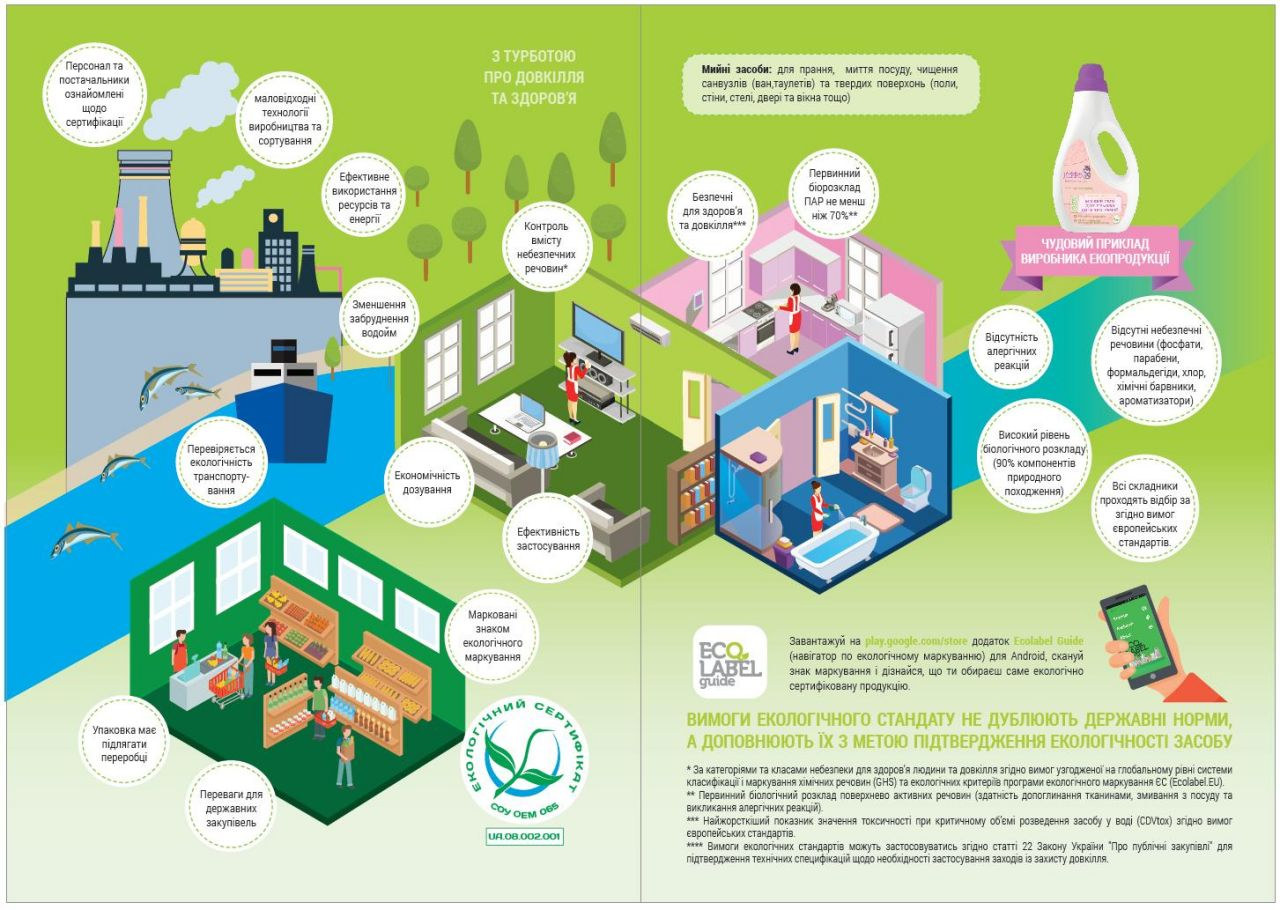 З ТУРБОТОЮ
ПРО ДОВКІЛЛЯ
ТА ЗДОРОВ'Я
Персонал та
постачальники
ознайомлені
щодо
сертифікації
маловідходні
технології
виробництва та
сортування
Ефективне
використання
ресурсів та
енергії
Контроль
вмісту
небезпечних
речовин*
Зменшення
забруднення
водойм
Перевіряється
екологічність
транспорту-
вання
Економічність
дозування
Ефективність
застосування
Марковані
знаком
екологічного
маркування
Упаковка має
підлягати
переробці
Переваги для
державних
закупівель
ЕКОЛОГІЧНИЙ СЕРТИФІКАТ
СОУ ОЕМ 065
UA.08.002.001
Мийні засоби: для прання, миття посуду, чищення
санвузлів (ван,таулетів) та твердих поверхонь (поли,
стіни, стелі, двері та вікна тощо)
Безпечні
для здоров'я
та довкілля***
Первинний
біорозклад
ПАР не менш
ніж 70%**
ЧУДОВИЙ ПРИКЛАД
ВИРОБНИКА ЕКОПРОДУКЦІЇ
Відсутність
алергічних
реакцій
Відсутні небезпечні
речовини (фосфати,
парабени,
формальдегіди, хлор,
хімічні барвники,
ароматизатори)
Високий рівень
біологічного розкладу
(90% компонентів
природного
походження)
Всі складники
проходять відбір за
згідно вимог
європейських
стандартів.
ECO
LABEL
guide
Завантажуй на play.google.com/store додаток Ecolabel Guide
(навігатор по екологічному маркуванню) для Android, скануй
знак маркування і дізнайся, що ти обираєш саме екологічно
сертифіковану продукцію.
ВИМОГИ ЕКОЛОГІЧНОГО СТАНДАТУ НЕ ДУБЛЮЮТЬ ДЕРЖАВНІ НОРМИ,
А ДОПОВНЮЮТЬ ЇХ З МЕТОЮ ПІДТВЕРДЖЕННЯ ЕКОЛОГІЧНОСТІ ЗАСОБУ
* За категоріями та класами небезпеки для здоров'я людини та довкілля згідно вимог узгодженої на глобальному рівні системи
класифікації і маркування хімічних речовин (GHS) та екологічних критеріїв програми екологічного маркування ЄС (Ecolabel.EU).
** Первинний біологічний розклад поверхнево активних речовин (здатність допоглинання тканинами, змивання з посуду та
викликання алергічних реакцій).
*** Найжорсткіший показник значення токсичності при критичному об'ємі розведення засобу у воді (CDVtox) згідно вимог
європейських стандартів.
**** Вимоги екологічних стандартів можуть застосовуватись згідно статті 22 Закону України "Про публічні закупівлі" для
підтвердження технічних специфікацій щодо необхідності застосування заходів із захисту довкілля.